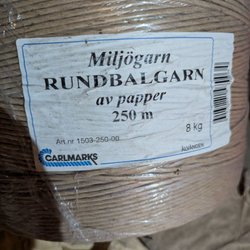 Miljögarn
RUNDBALGARN
av papper
250 m
8 kg
Art.nr 1503-250-00
CARLMARKS